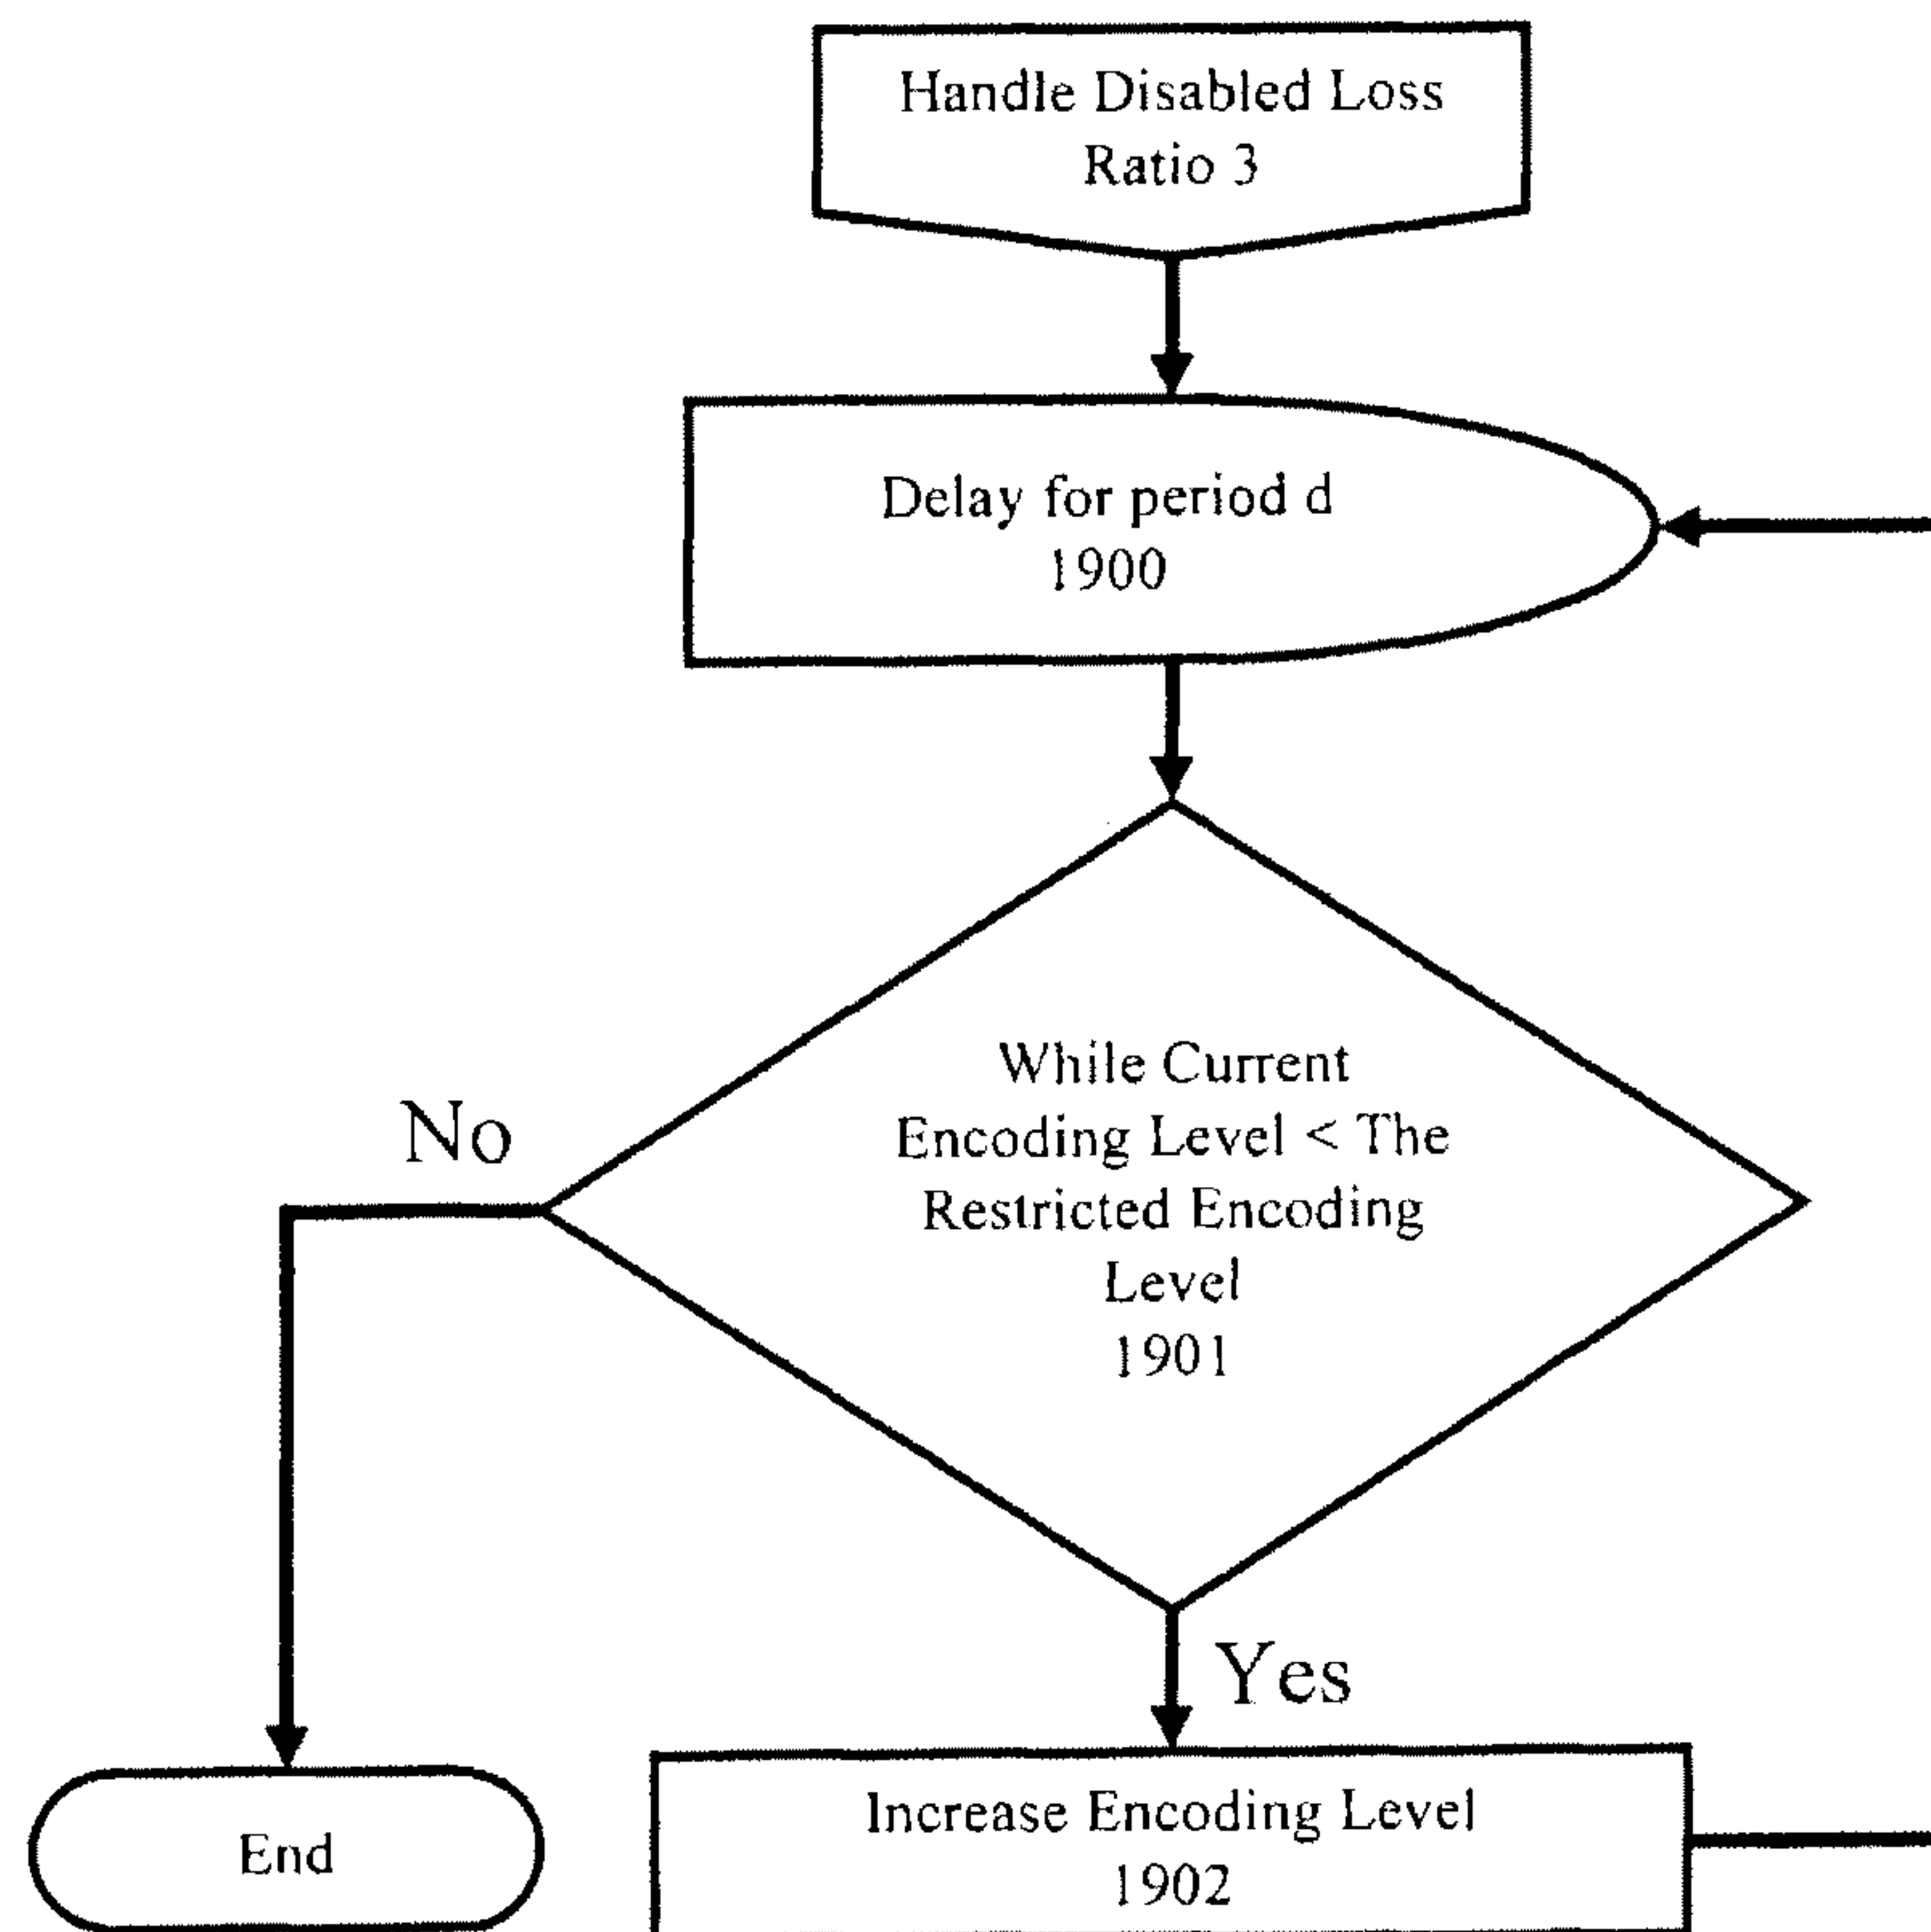 Handle Disabled Loss
Ratio 3
Delay for period d
1900
While Current
Encoding Level < The
Restricted Encoding
Level
1901
No
Yes
Increase Encoding Level
1902
End